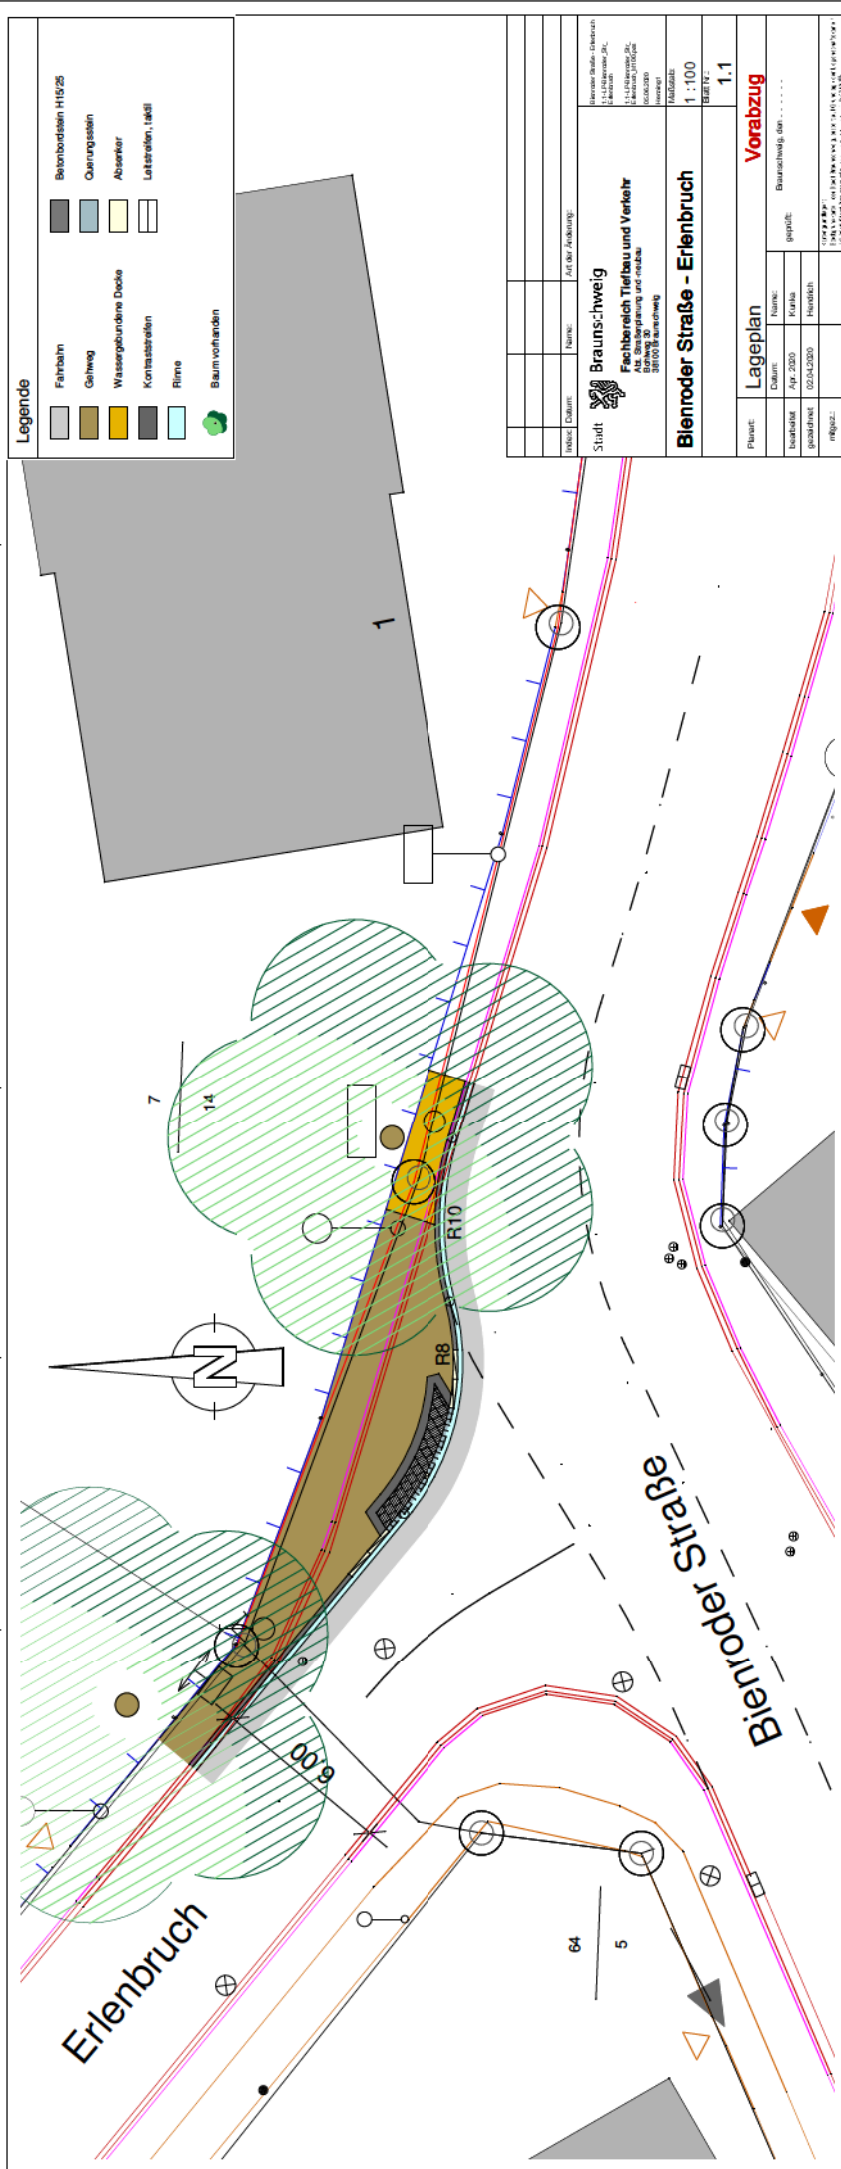 Legende
Fahrbahn
Gehweg
Wassergebundene Decke
Kontraststreifen
Rinne
Baum vorhanden
Betonbordstein H15/25
Querungsstein
Absenker
Leitstreifen, taktil
1
7
14
N
R10
R8
6.00
Erlenbruch
Bienroder Straße
64
5
Index:
Datum:
Name:
Art der Änderung:
Stadt
Braunschweig
Fachbereich Tiefbau und Verkehr
Abt. Straßenplanung und -neubau
Bohlweg 30
38100 Braunschweig
Bienroder Straße - Erlenbruch
Maßstab:
1 :100
Blatt Nr.:
1.1
Planart:
Lageplan
Vorabzug
Datum:
Name:
bearbeitet
Apr. 2020
Kunka
gezeichnet
02.04.2020
Heindrich
mitgez.:
geprüft:
Braunschweig, den . . . . . .